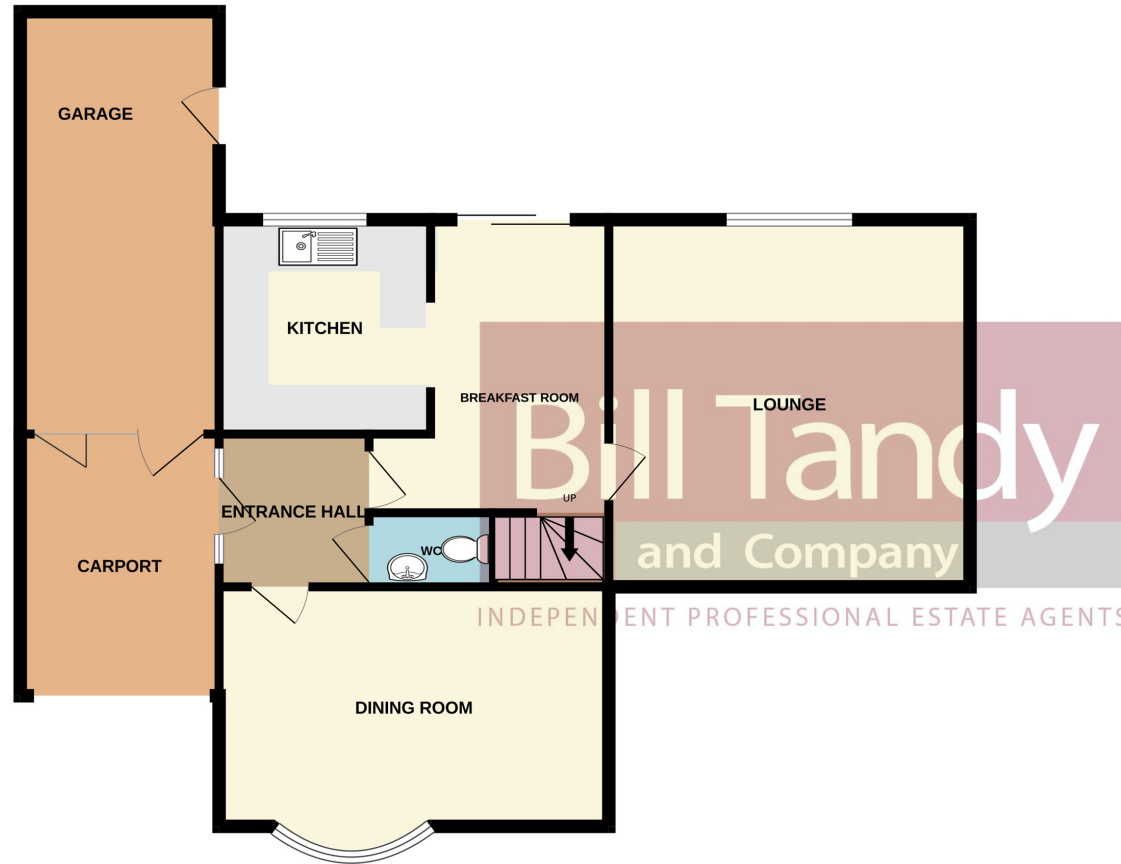 GARAGE
KITCHEN
BREAKFAST ROOM
LOUNGE
Bill Tandy
UP
ENTRANCE HALL
WC
and Company
CARPORT
INDEPENDENT PROFESSIONAL ESTATE AGENTS
DINING ROOM